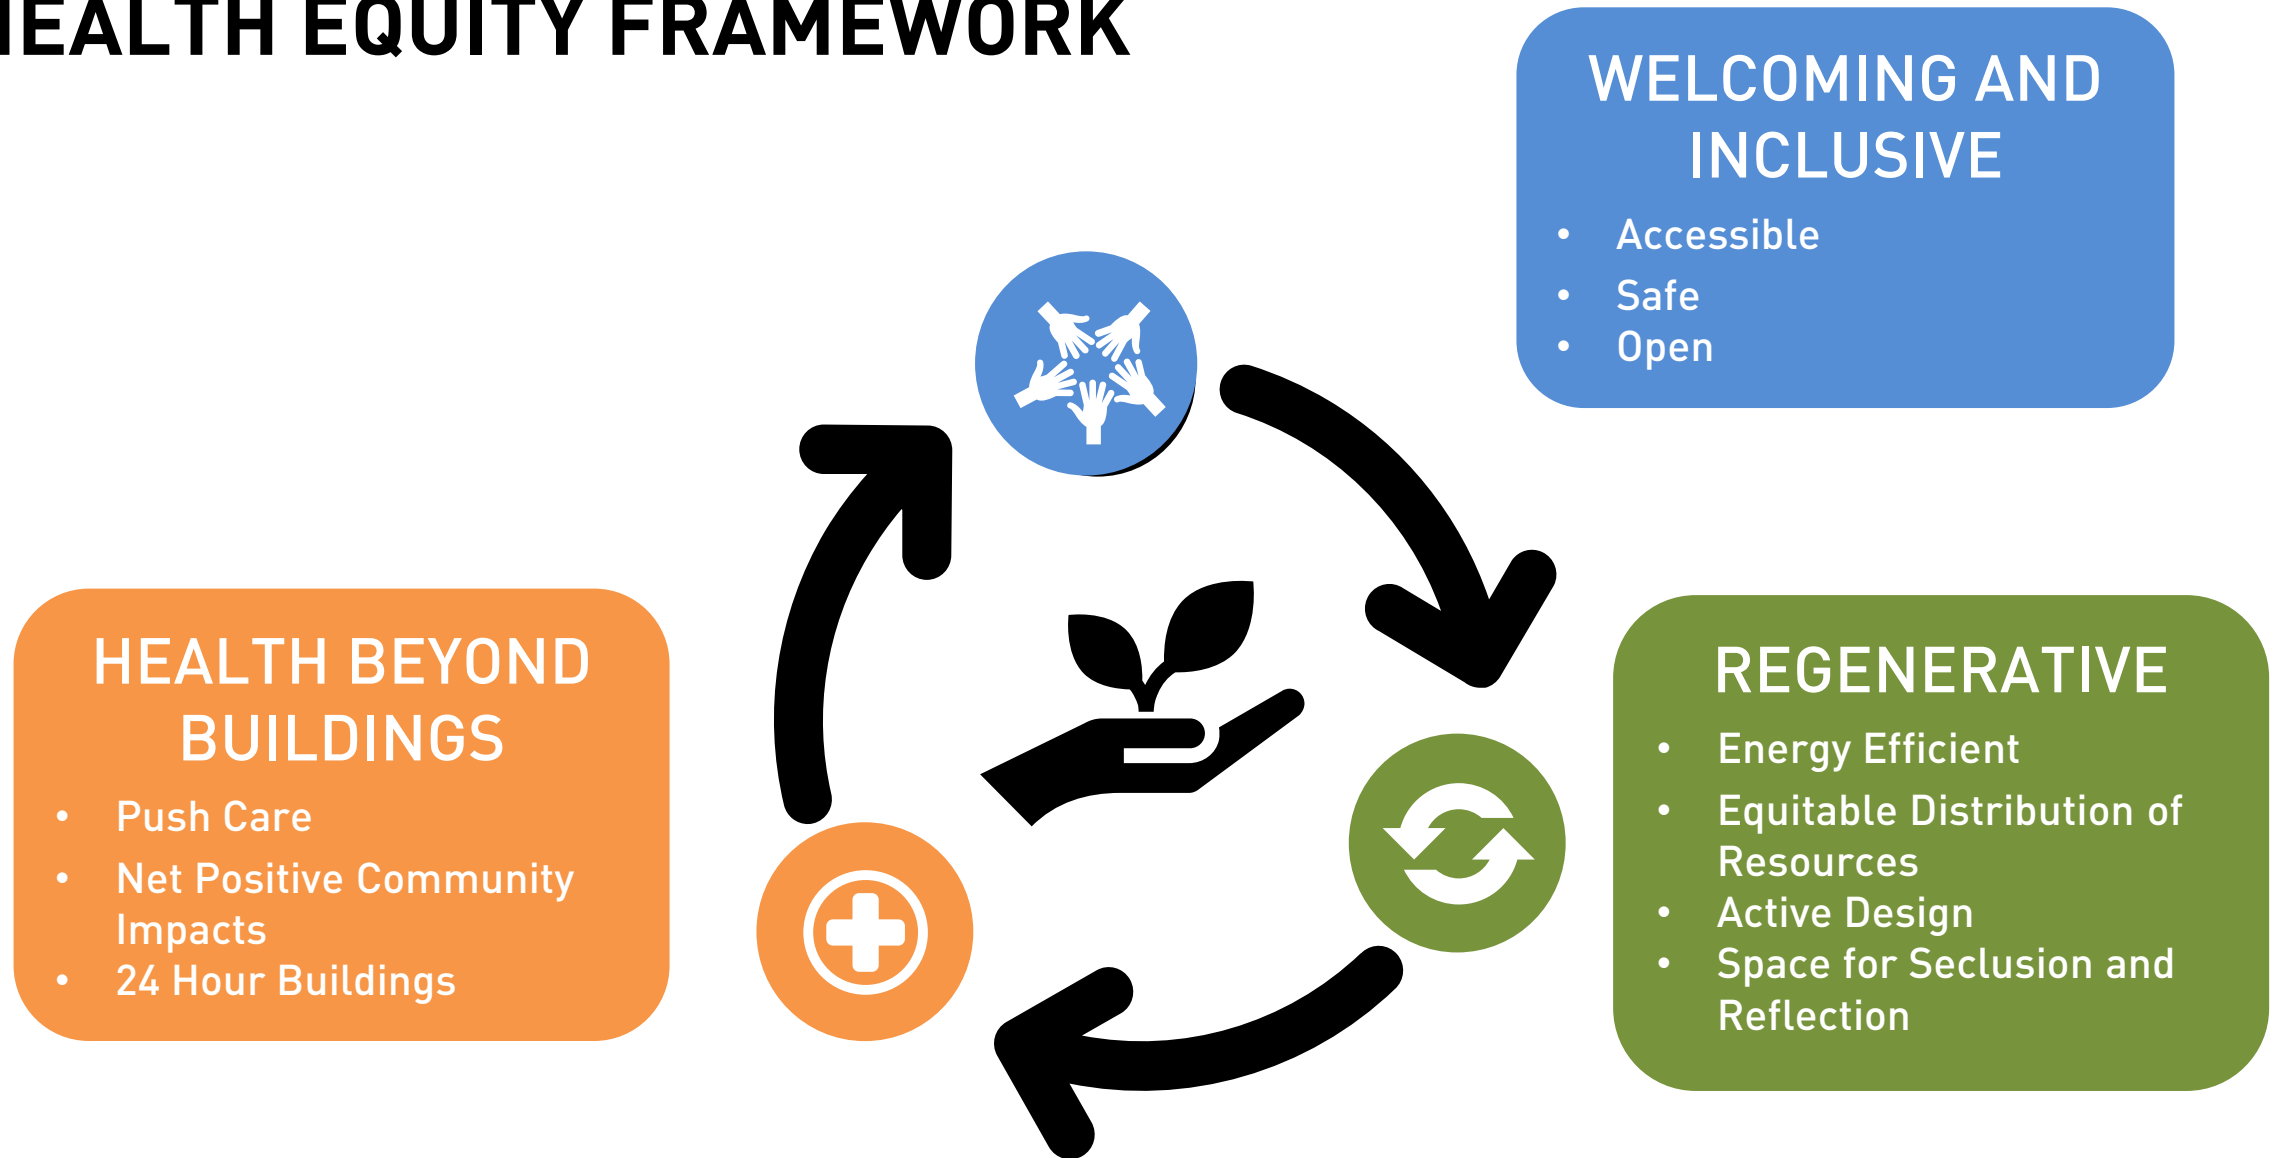 HEALTH EQUITY FRAMEWORK
WELCOMING AND
INCLUSIVE
• Accessible
• Safe
• Open
HEALTH BEYOND
BUILDINGS
• Push Care
• Net Positive Community
Impacts
• 24 Hour Buildings
REGENERATIVE
• Energy Efficient
• Equitable Distribution of
Resources
• Active Design
• Space for Seclusion and
Reflection